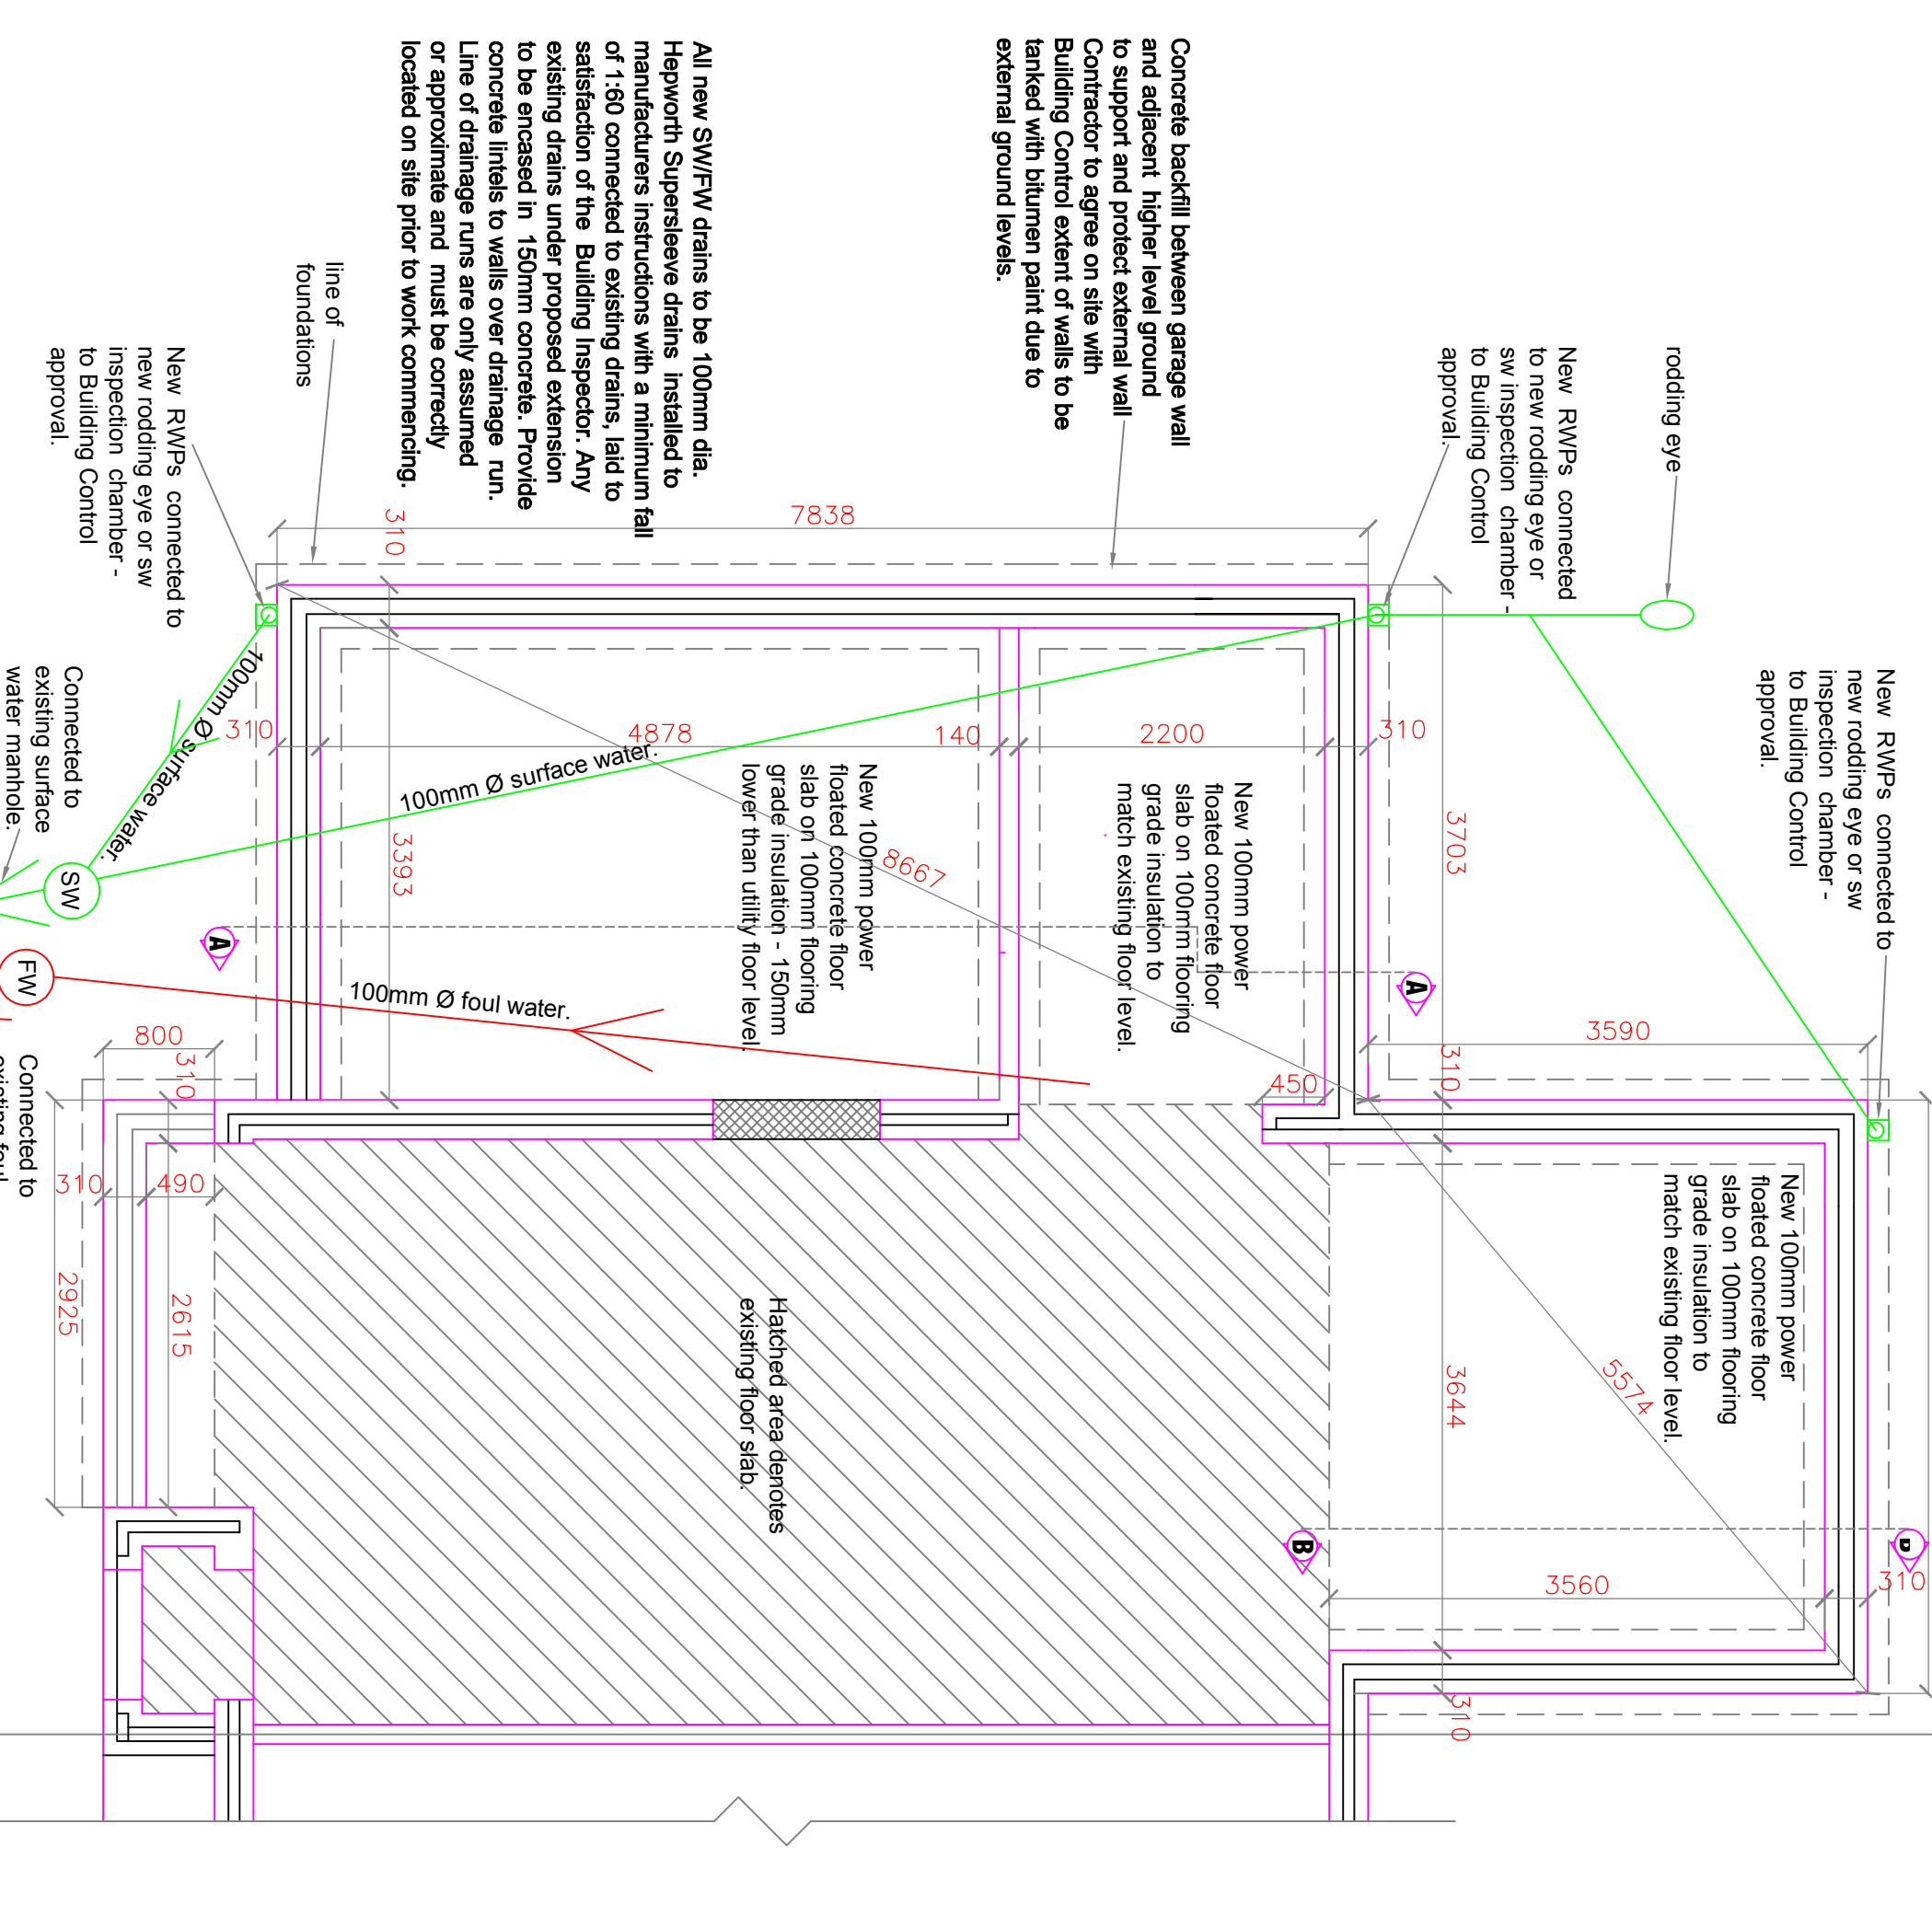 Concrete backfill between garage wall
and adjacent higher level ground
to support and protect external wall
Contractor to agree on site with
Building Control extent of walls to be
tanked with bitumen paint due to
external ground levels.
All new SW/FW drains to be 100mm dia.
Hepworth Supersleeve drains installed to
manufacturers instructions with a minimum fall
of 1:60 connected to existing drains, laid to
satisfaction of the Building Inspector. Any
existing drains under proposed extension
to be encased in 150mm concrete. Provide
concrete lintels to walls over drainage run.
Line of drainage runs are only assumed
or approximate and must be correctly
located on site prior to work commencing.
line of
foundations
New RWPs connected to
new rodding eye or sw
inspection chamber -
to Building Control
approval.
rodding eye
New RWPs connected
to new rodding eye or
sw inspection chamber -
to Building Control
approval.
New RWPs connected to
new rodding eye or sw
inspection chamber -
to Building Control
approval.
Connected to
existing surface
water manhole.
SW
FW
Connected to
existing foul
100mm Ø surface water.
100mm Ø surface water.
100mm Ø foul water.
New 100mm power
floated concrete floor
slab on 100mm flooring
grade insulation - 150mm
lower than utility floor level.
New 100mm power
floated concrete floor
slab on 100mm flooring
grade insulation to
match existing floor level.
New 100mm power
floated concrete floor
slab on 100mm flooring
grade insulation to
match existing floor level.
Hatched area denotes
existing floor slab.
A
A
B
7838
310
310
4878
140
2200
310
3703
3393
8667
3590
310
450
800
310
310
490
2925
2615
3644
5574
3560
310
310